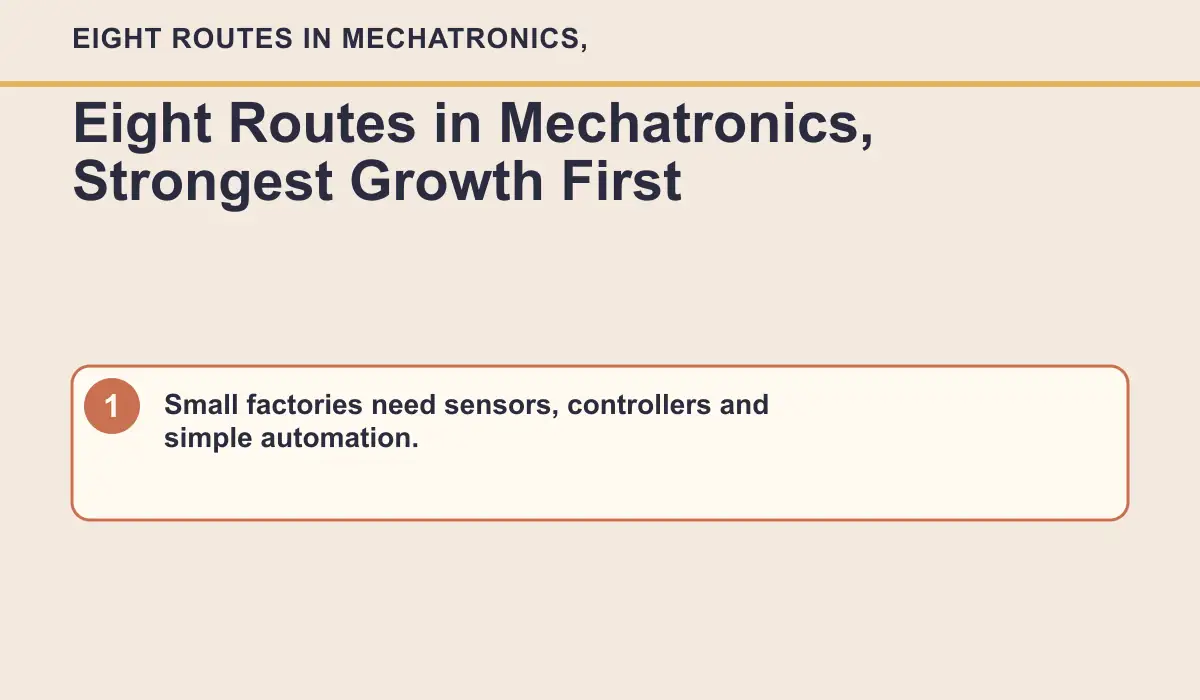 EIGHT ROUTES IN MECHATRONICS,
Eight Routes in Mechatronics,
Strongest Growth First
1
Small factories need sensors, controllers and
simple automation.